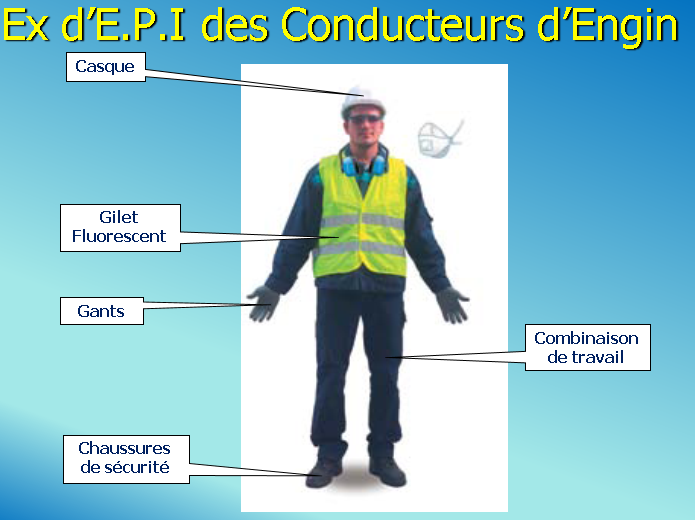 Ex d’E.P.I des Conducteurs d’Engin
Casque
Gilet
Fluorescent
Gants
Combinaison
de travail
Chaussures
de sécurité